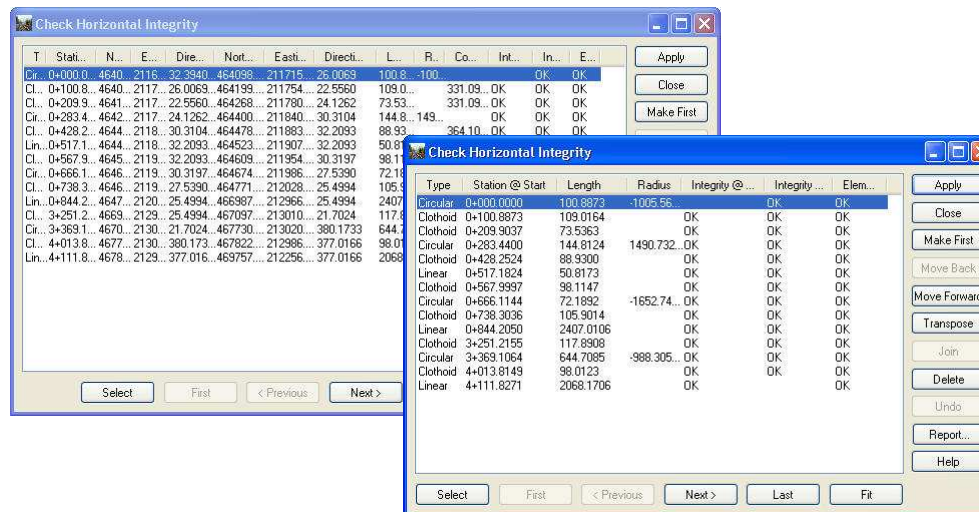 Check Horizontal Integrity
T Stati... N... E... Dire... Nort... Easti... Directi... L... R.. Co... Int... In... E...
Cir... 0+000.0... 4640... 2116... 32.3940... 464098... 211715... 26.0069 100.8... -100... OK OK
Cl... 0+100.8... 4640... 2117... 26.0069... 464199... 211754... 22.5560 109.0... 331.09... OK OK OK
Cl... 0+209.9... 4641... 2117... 22.5560... 464268... 211780... 24.1262 73.53... 331.09... OK OK OK
Cir... 0+283.4... 4642... 2117... 24.1262... 464400... 211840... 30.3104 144.8... 149... OK OK OK
Cl... 0+428.2... 4644... 2118... 30.3104... 464478... 211883... 32.2093 88.93... 364.10... OK OK OK
Lin... 0+517.1... 4644... 2118... 32.2093... 464523... 211907... 32.2093
Cl... 0+567.9... 4645... 2119... 32.2093... 464609... 211954... 30.3197
Cir... 0+666.1... 4646... 2119... 30.3197... 464674... 211986... 27.5390
Cl... 0+738.3... 4646... 2119... 27.5390... 464771... 212028... 25.4994
Lin... 0+844.2... 4647... 2120... 25.4994... 466987... 212966... 25.4994
Cl... 3+251.2... 4669... 2129... 25.4994... 467097... 213010... 21.7024
Cir... 3+369.1... 4670... 2130... 21.7024... 467730... 213020... 380.1733
Cl... 4+013.8... 4677... 2130... 380.173... 467822... 212986... 377.0166
Lin... 4+111.8... 4678... 2129... 377.016... 469757... 212256... 377.0166
Apply
Close
Make First
Select First < Previous Next >
Check Horizontal Integrity
Type Station @ Start Length Radius Integrity @ ... Integrity ... Elem...
Circular 0+000.0000 100.8873 -1005.56... OK OK
Clothoid 0+100.8873 109.0164 OK OK OK
Clothoid 0+209.9037 73.5363 OK OK OK
Circular 0+283.4400 144.8124 1490.732... OK OK OK
Clothoid 0+428.2524 88.9300 OK OK OK
Linear 0+517.1824 50.8173 OK OK OK
Clothoid 0+567.9997 98.1147 OK OK OK
Circular 0+666.1144 72.1892 -1652.74... OK OK OK
Clothoid 0+738.3036 105.9014 OK OK OK
Linear 0+844.2050 2407.0106 OK OK OK
Clothoid 3+251.2155 117.8908 OK OK OK
Circular 3+369.1064 644.7085 -988.305... OK OK OK
Clothoid 4+013.8149 98.0123 OK OK OK
Linear 4+111.8271 2068.1706 OK OK
Apply
Close
Make First
Move Back
Move Forward
Transpose
Join
Delete
Undo
Report...
Help
Select First < Previous Next > Last Fit